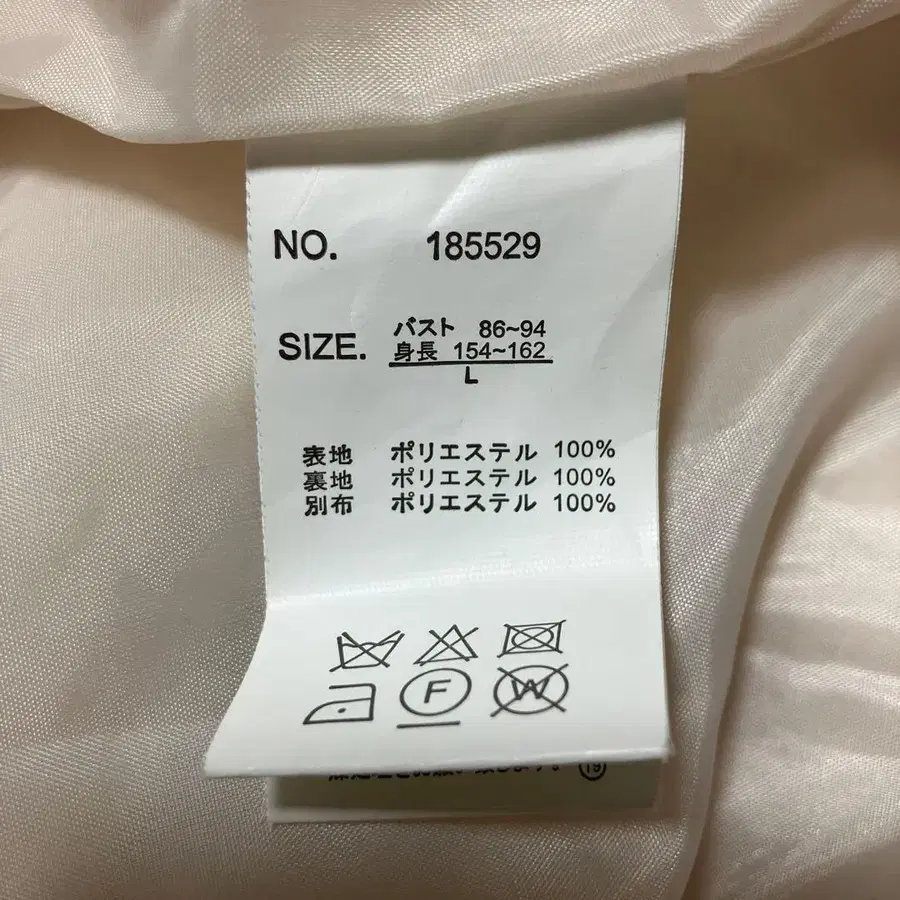 NO. 185529
SIZE. バスト 86~94
身長 154~162
L
表地 ポリエステル 100%
裏地 ポリエステル 100%
別布 ポリエステル 100%
F
W
19